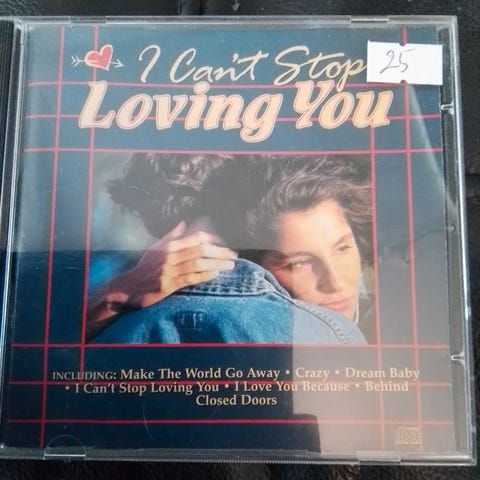 I Can't Stop
25
Loving You
INCLUDING: Make The World Go Away • Crazy • Dream Baby
• I Can't Stop Loving You • I Love You Because • Behind
Closed Doors